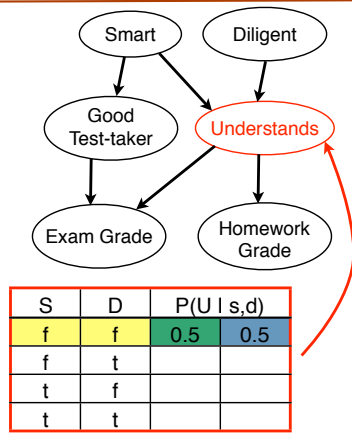 Smart
Diligent
Good
Test-taker
Understands
Exam Grade
Homework
Grade
S D P(U | s,d)
f f 0.5 0.5
f t
t f
t t